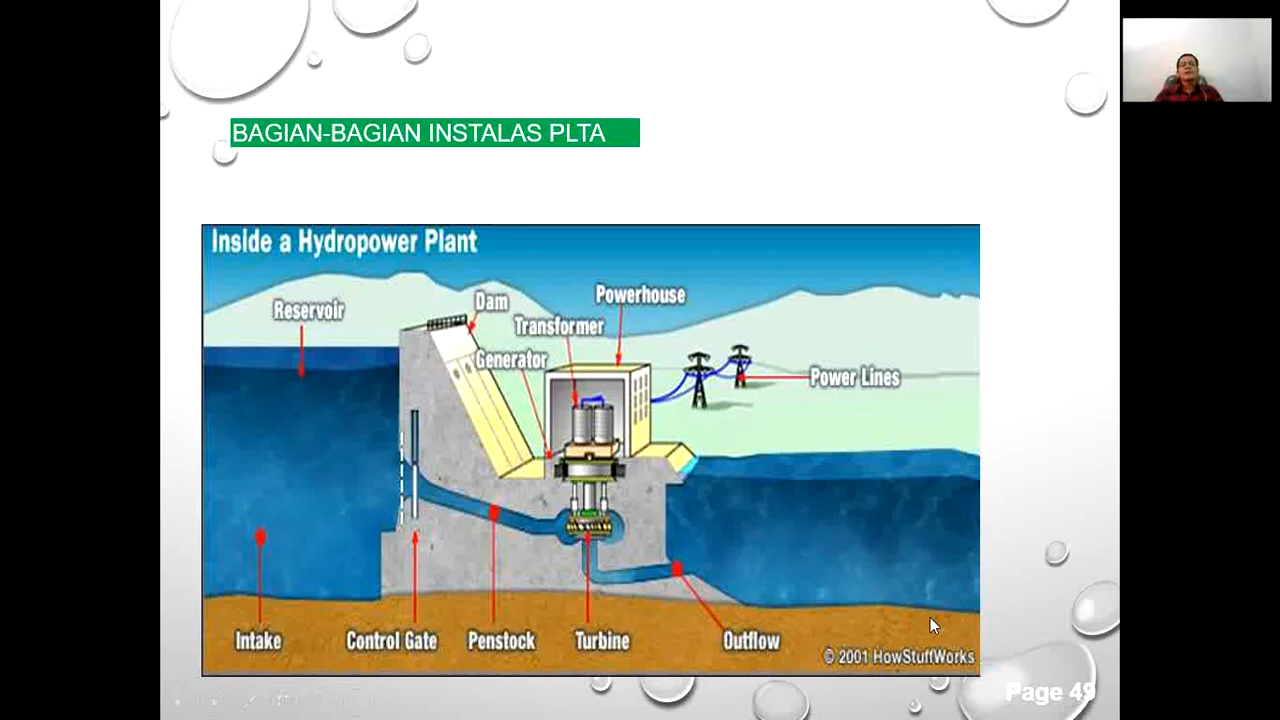 BAGIAN-BAGIAN INSTALAS PLTA
Inside a Hydropower Plant
Reservoir
Dam
Powerhouse
Transformer
Generator
Power Lines
Intake
Control Gate
Penstock
Turbine
Outflow
© 2001 HowStuffWorks
Page 49